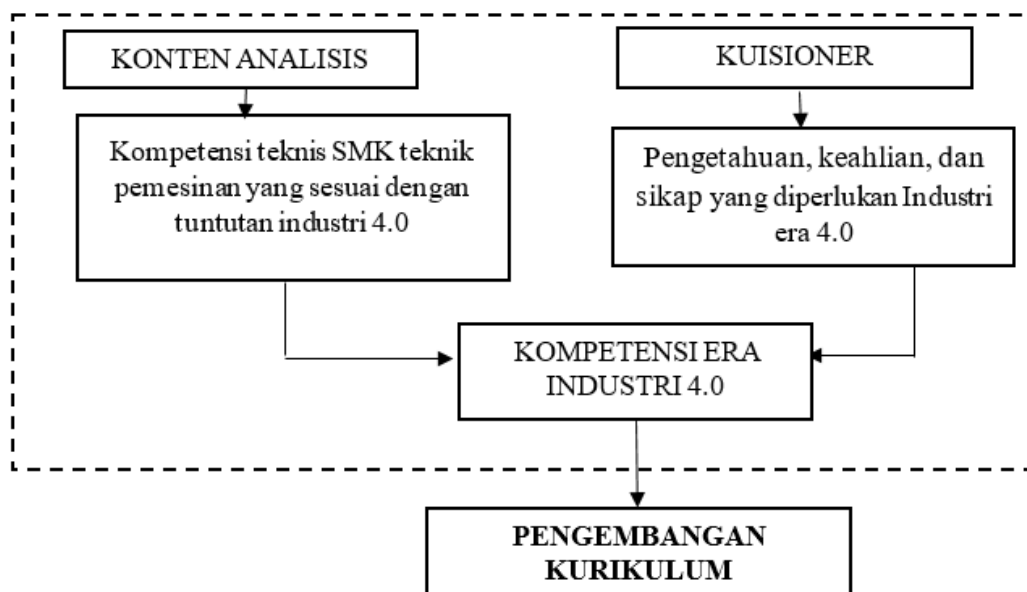 KONTEN ANALISIS
KUISIONER
Kompetensi teknis SMK teknik
pemesinan yang sesuai dengan
tuntutan industri 4.0
Pengetahuan, keahlian, dan
sikap yang diperlukan Industri
era 4.0
KOMPETENSI ERA
INDUSTRI 4.0
PENGEMBANGAN
KURIKULUM